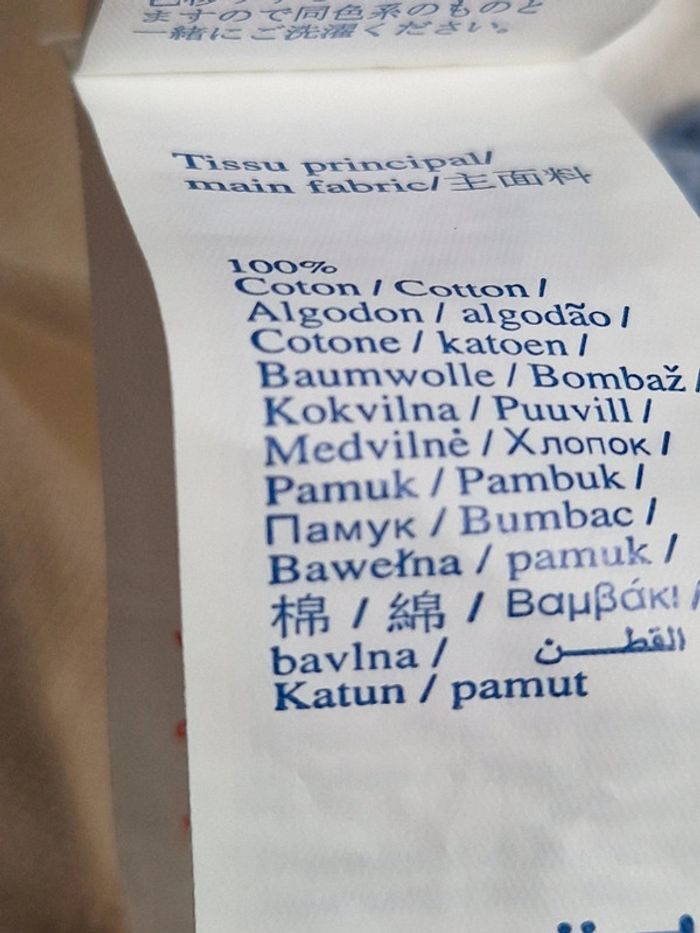 ますので同色系のものと
一緒にご洗濯ください。
Tissu principal/
main fabric/主面料
100%
Coton / Cotton /
Algodon / algodão /
Cotone / katoen /
Baumwolle / Bombaž /
Kokvilna / Puuvill /
Medvilnė / Хлопок /
Pamuk / Pambuk /
Памук / Bumbac /
Bawełna / pamuk /
棉 / 綿 / Βαμβάκι /
bavlna / القطـــــن
Katun / pamut